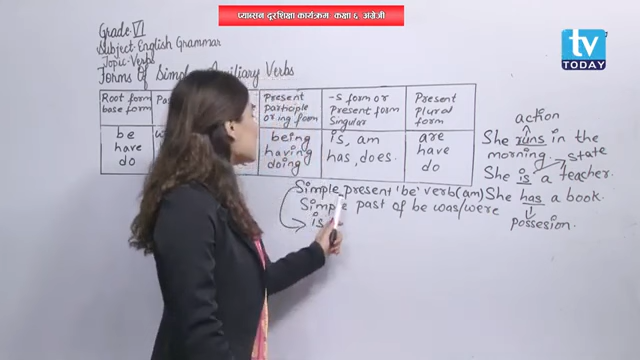 प्याब्सन दूरशिक्षा कार्यक्रम कक्षा ६ अंग्रेजी
tv
TODAY
Grade-VI
Subject-English Grammar
Topic-Verbs
Forms Of Simple Auxiliary Verbs
Root form base form
Present Participle or ing form
-s form or Present form Singular
Present Plural form
be
being
is, am
are
have
having
has, does.
have
do
doing
do
Simple present 'be' verb (am)
Simple past of be was/were
is
action
She runs in the morning.
state
She is a teacher.
She has a book.
possesion.